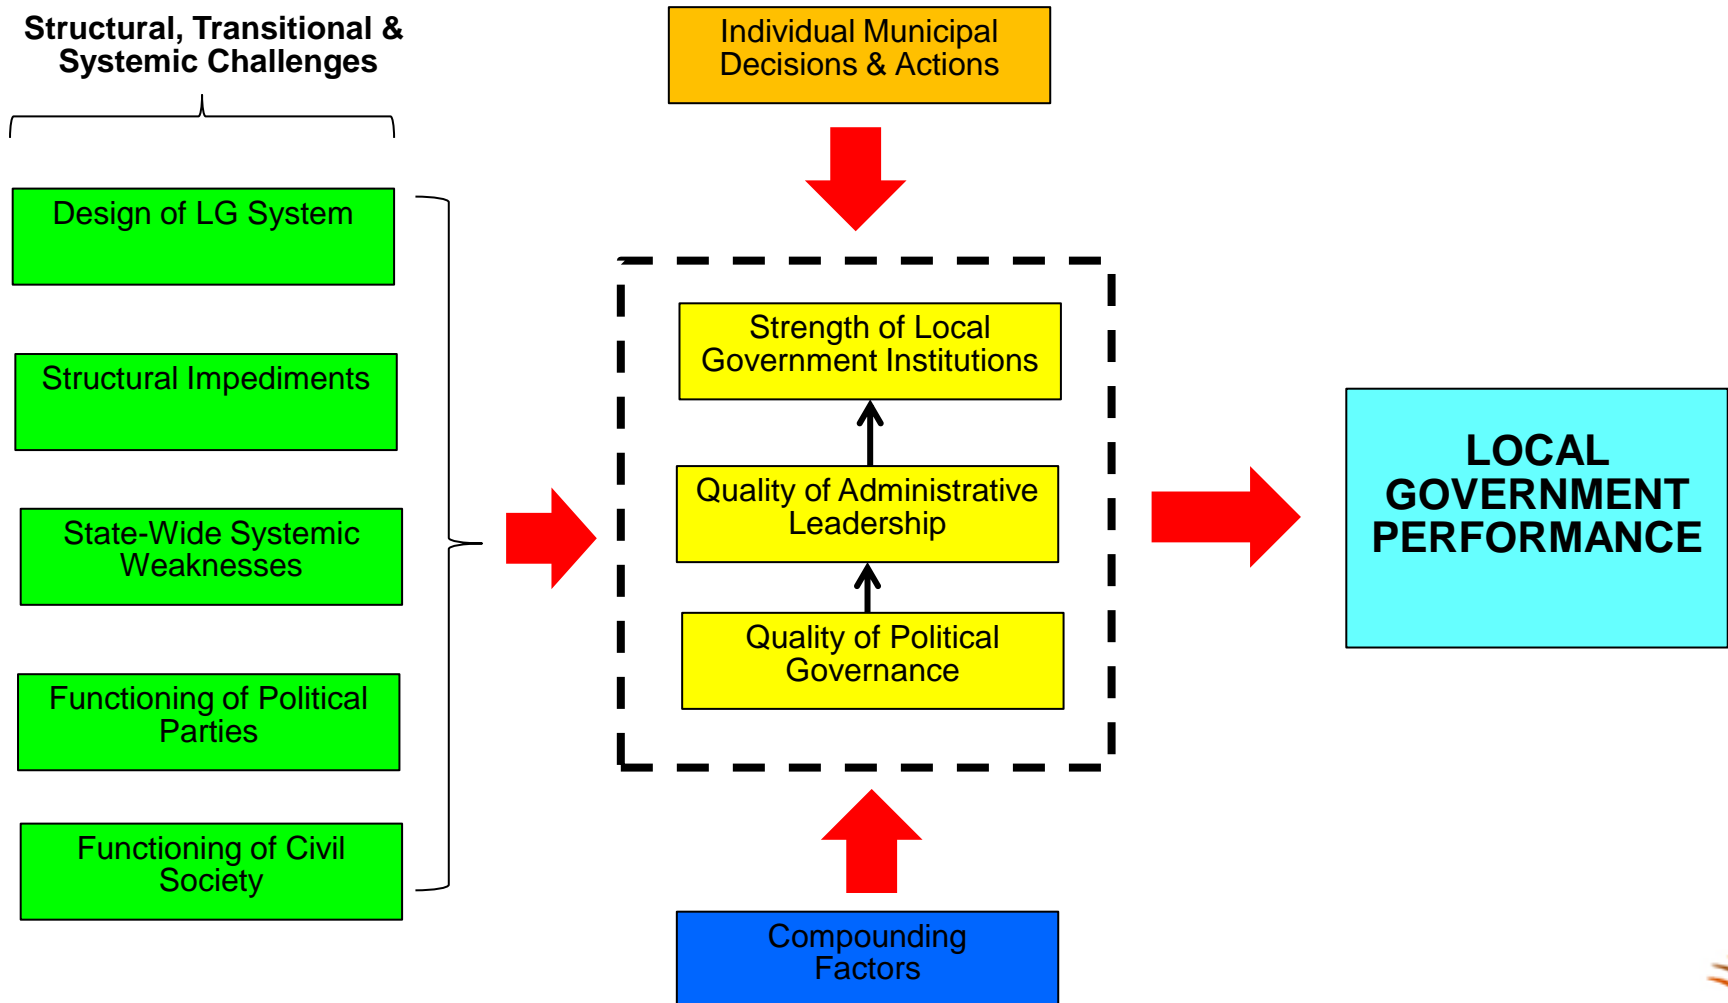 Structural, Transitional &
Systemic Challenges
Design of LG System
Structural Impediments
State-Wide Systemic
Weaknesses
Functioning of Political
Parties
Functioning of Civil
Society
Individual Municipal
Decisions & Actions
Strength of Local
Government Institutions
Quality of Administrative
Leadership
Quality of Political
Governance
Compounding
Factors
LOCAL
GOVERNMENT
PERFORMANCE